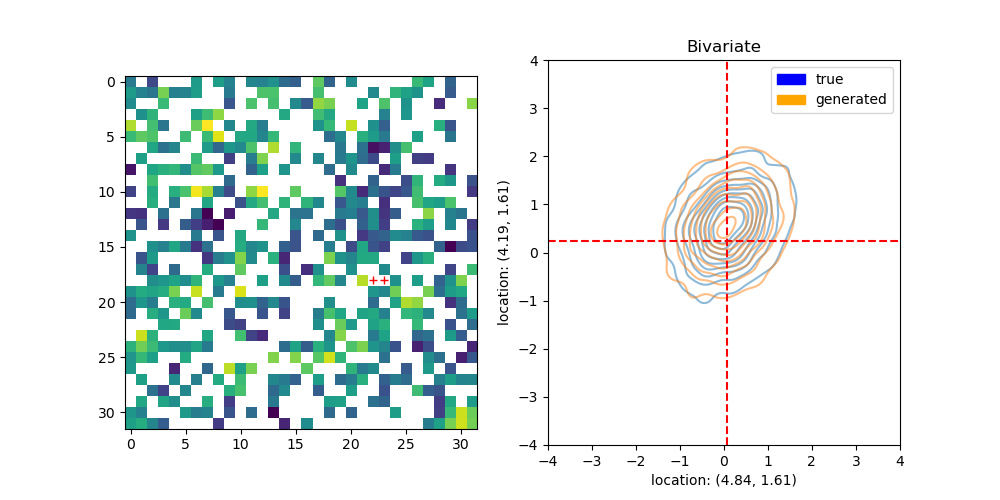 0
5
10
15
20
25
30
0 5 10 15 20 25 30
Bivariate
true
generated
4
3
2
1
0
−1
−2
−3
−4
−4 −3 −2 −1 0 1 2 3 4
location: (4.19, 1.61)
location: (4.84, 1.61)